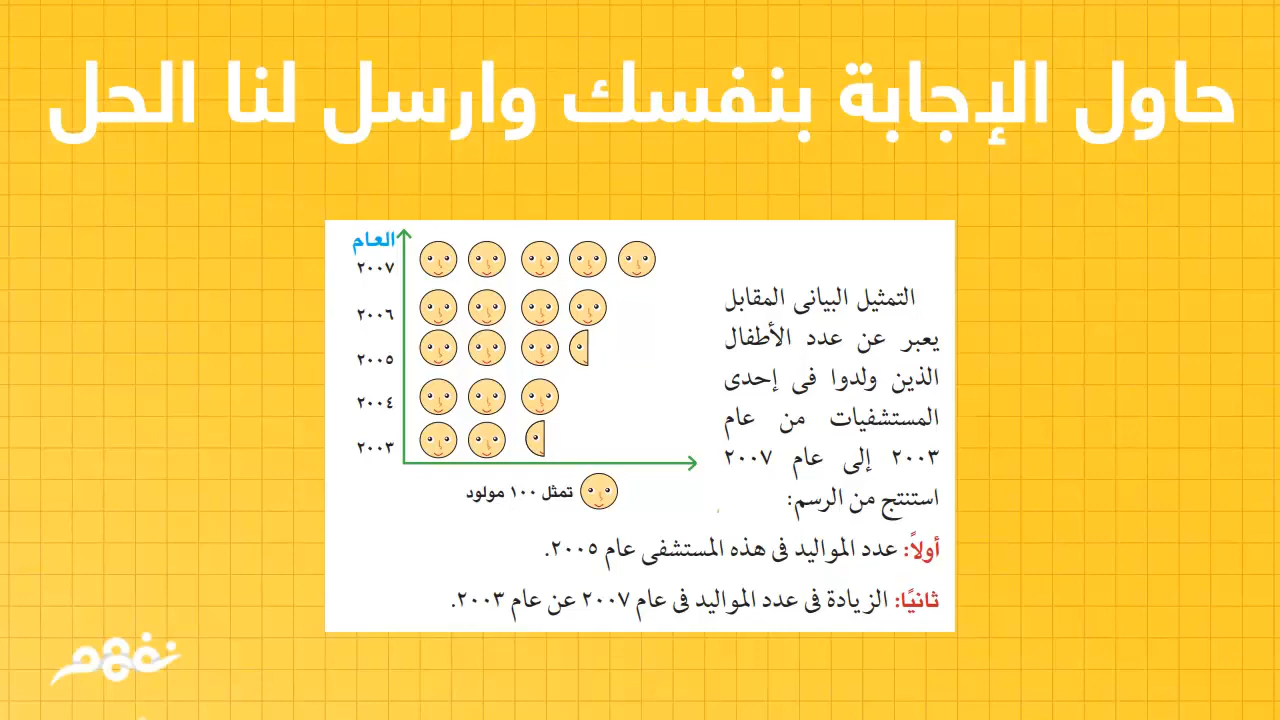 حاول الإجابة بنفسك وارسل لنا الحل
العام
٢٠٠٧
٢٠٠٦
٢٠٠٥
٢٠٠٤
٢٠٠٣
تمثل ١٠٠ مولود
التمثيل البيانى المقابل
يعبر عن عدد الأطفال
الذين ولدوا فى إحدى
المستشفيات من عام
٢٠٠٣ إلى عام ٢٠٠٧
استنتج من الرسم:
أولاً: عدد المواليد فى هذه المستشفى عام ٢٠٠٥.
ثانيًا: الزيادة فى عدد المواليد فى عام ٢٠٠٧ عن عام ٢٠٠٣.
نفهم